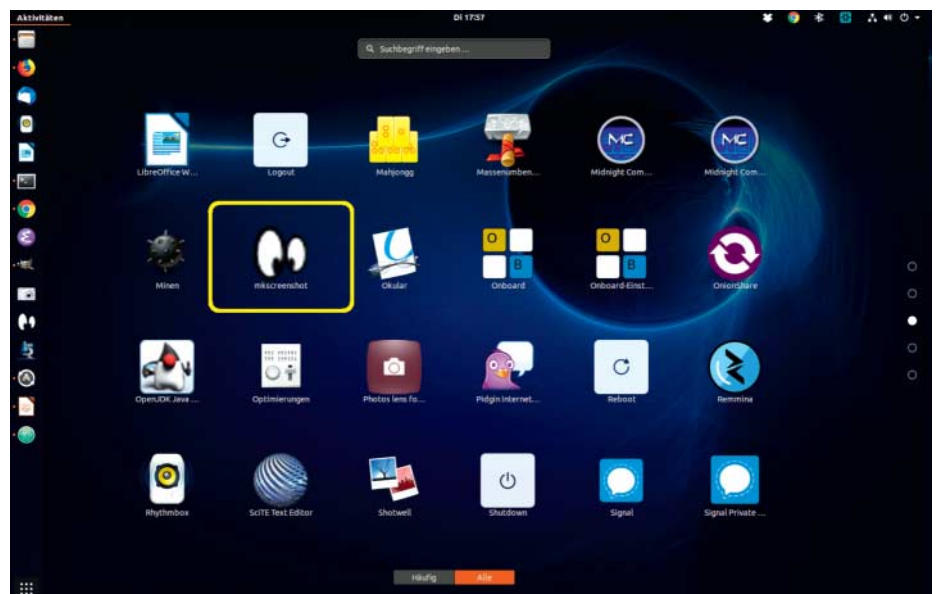 Aktivitäten
Di 17:57
Suchbegriff eingeben ...
LibreOffice W...
Logout
Mahjongg
Massenumben...
Midnight Com...
Midnight Com...
Minen
mkscreenshot
Okular
Onboard
Onboard-Einst...
OnionShare
OpenJDK Java ...
Optimierungen
Photos lens fo...
Pidgin Internet...
Reboot
Remmina
Rhythmbox
SciTE Text Editor
Shotwell
Shutdown
Signal
Signal Private ...
Häufig
Alle